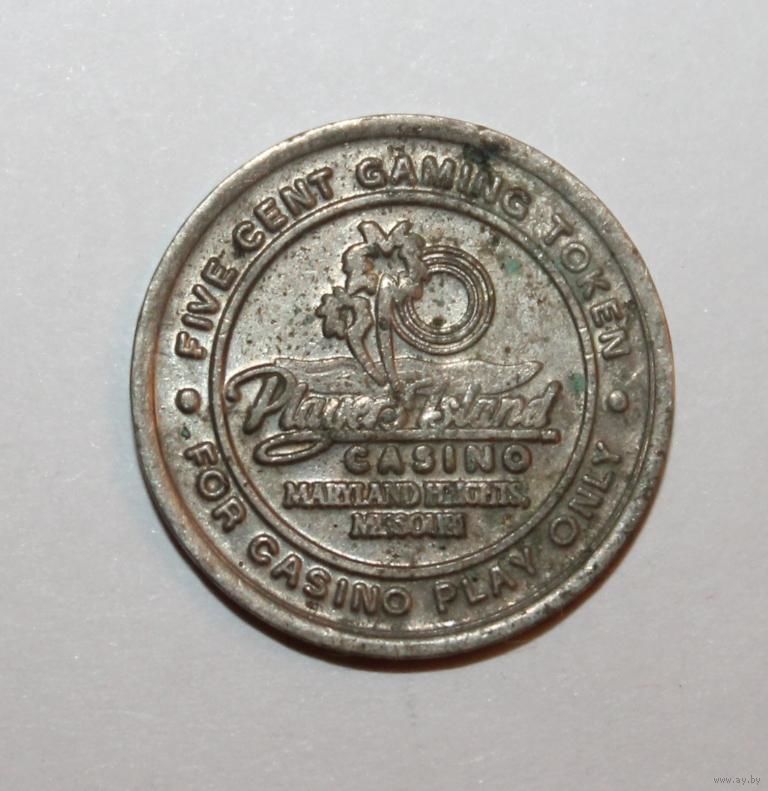 FIVE CENT GAMING TOKEN
Players Island
CASINO
MARYLAND HEIGHTS,
MISSOURI
• FOR CASINO PLAY ONLY •
www.ay.by